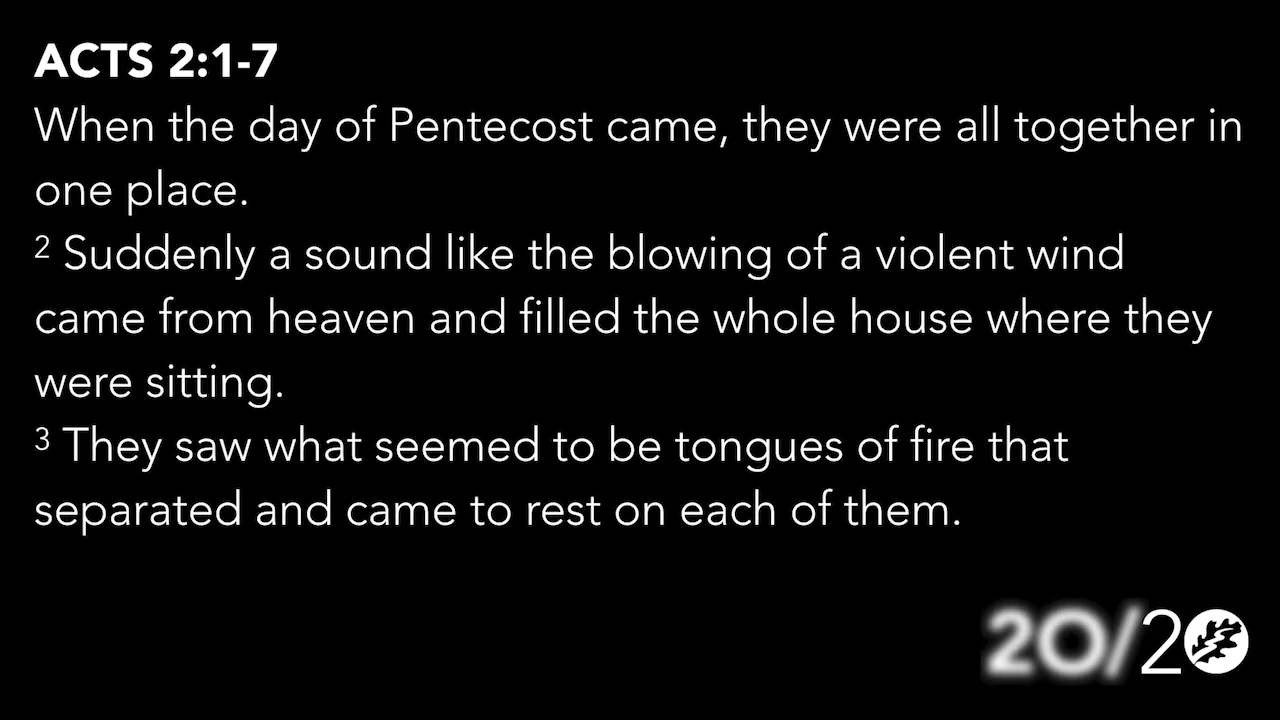 ACTS 2:1-7
When the day of Pentecost came, they were all together in
one place.
2 Suddenly a sound like the blowing of a violent wind
came from heaven and filled the whole house where they
were sitting.
3 They saw what seemed to be tongues of fire that
separated and came to rest on each of them.
20/20